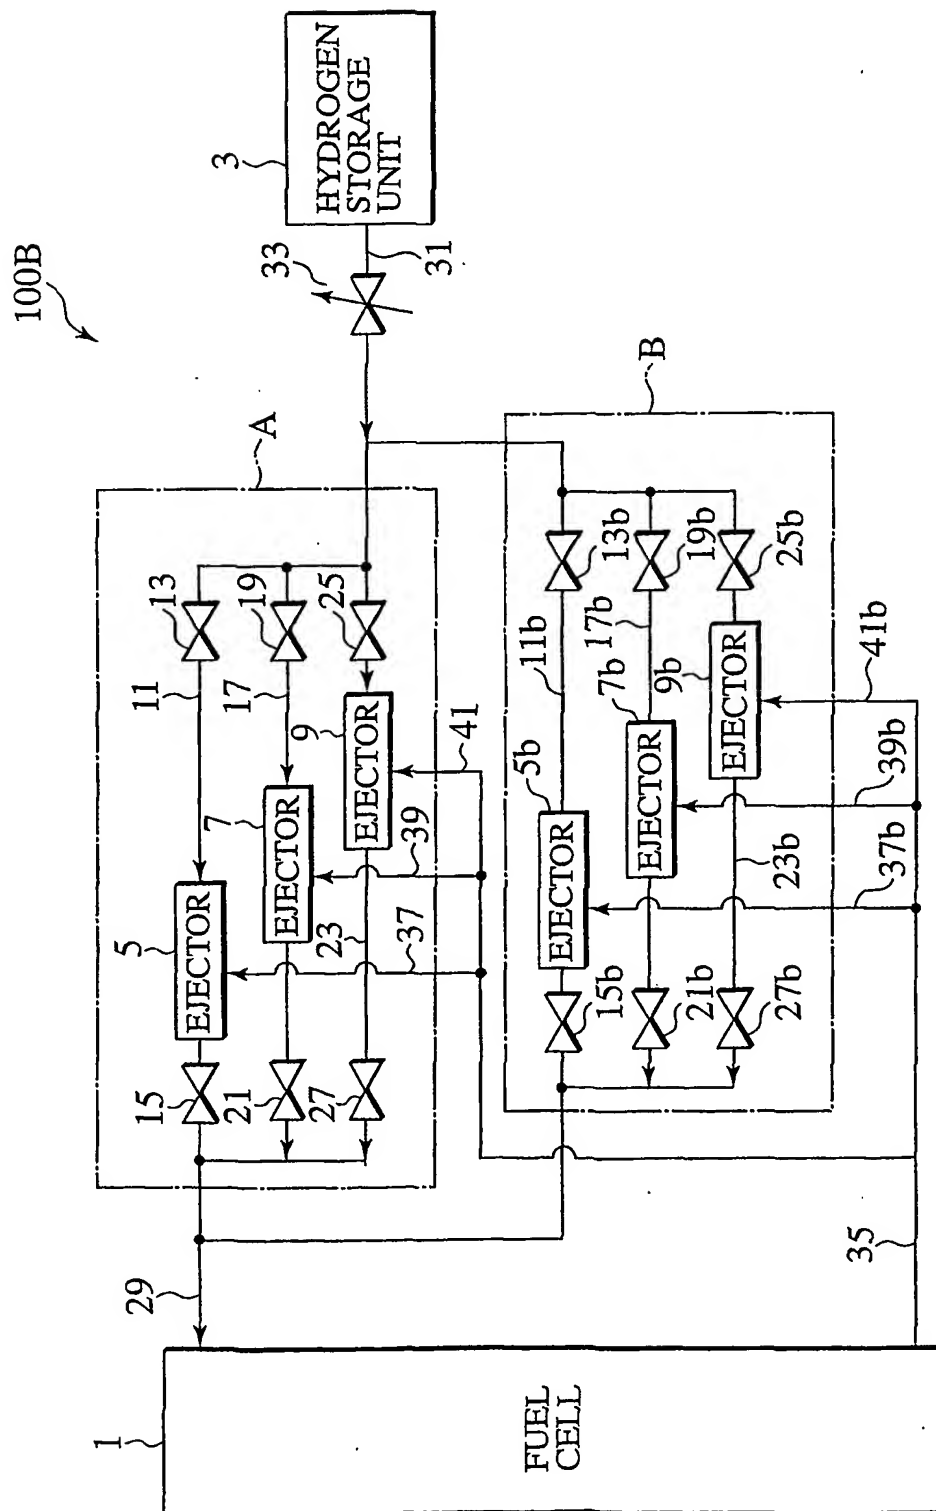 100B
1
29
15
5
11
13
EJECTOR
3
21
7
17
19
A
33
EJECTOR
HYDROGEN
STORAGE
UNIT
27
23
9
25
EJECTOR
37
39
31
41
5b
11b
FUEL
CELL
EJECTOR
15b
7b
17b
13b
B
EJECTOR
21b
9b
19b
EJECTOR
27b
23b
25b
35
37b
39b
41b